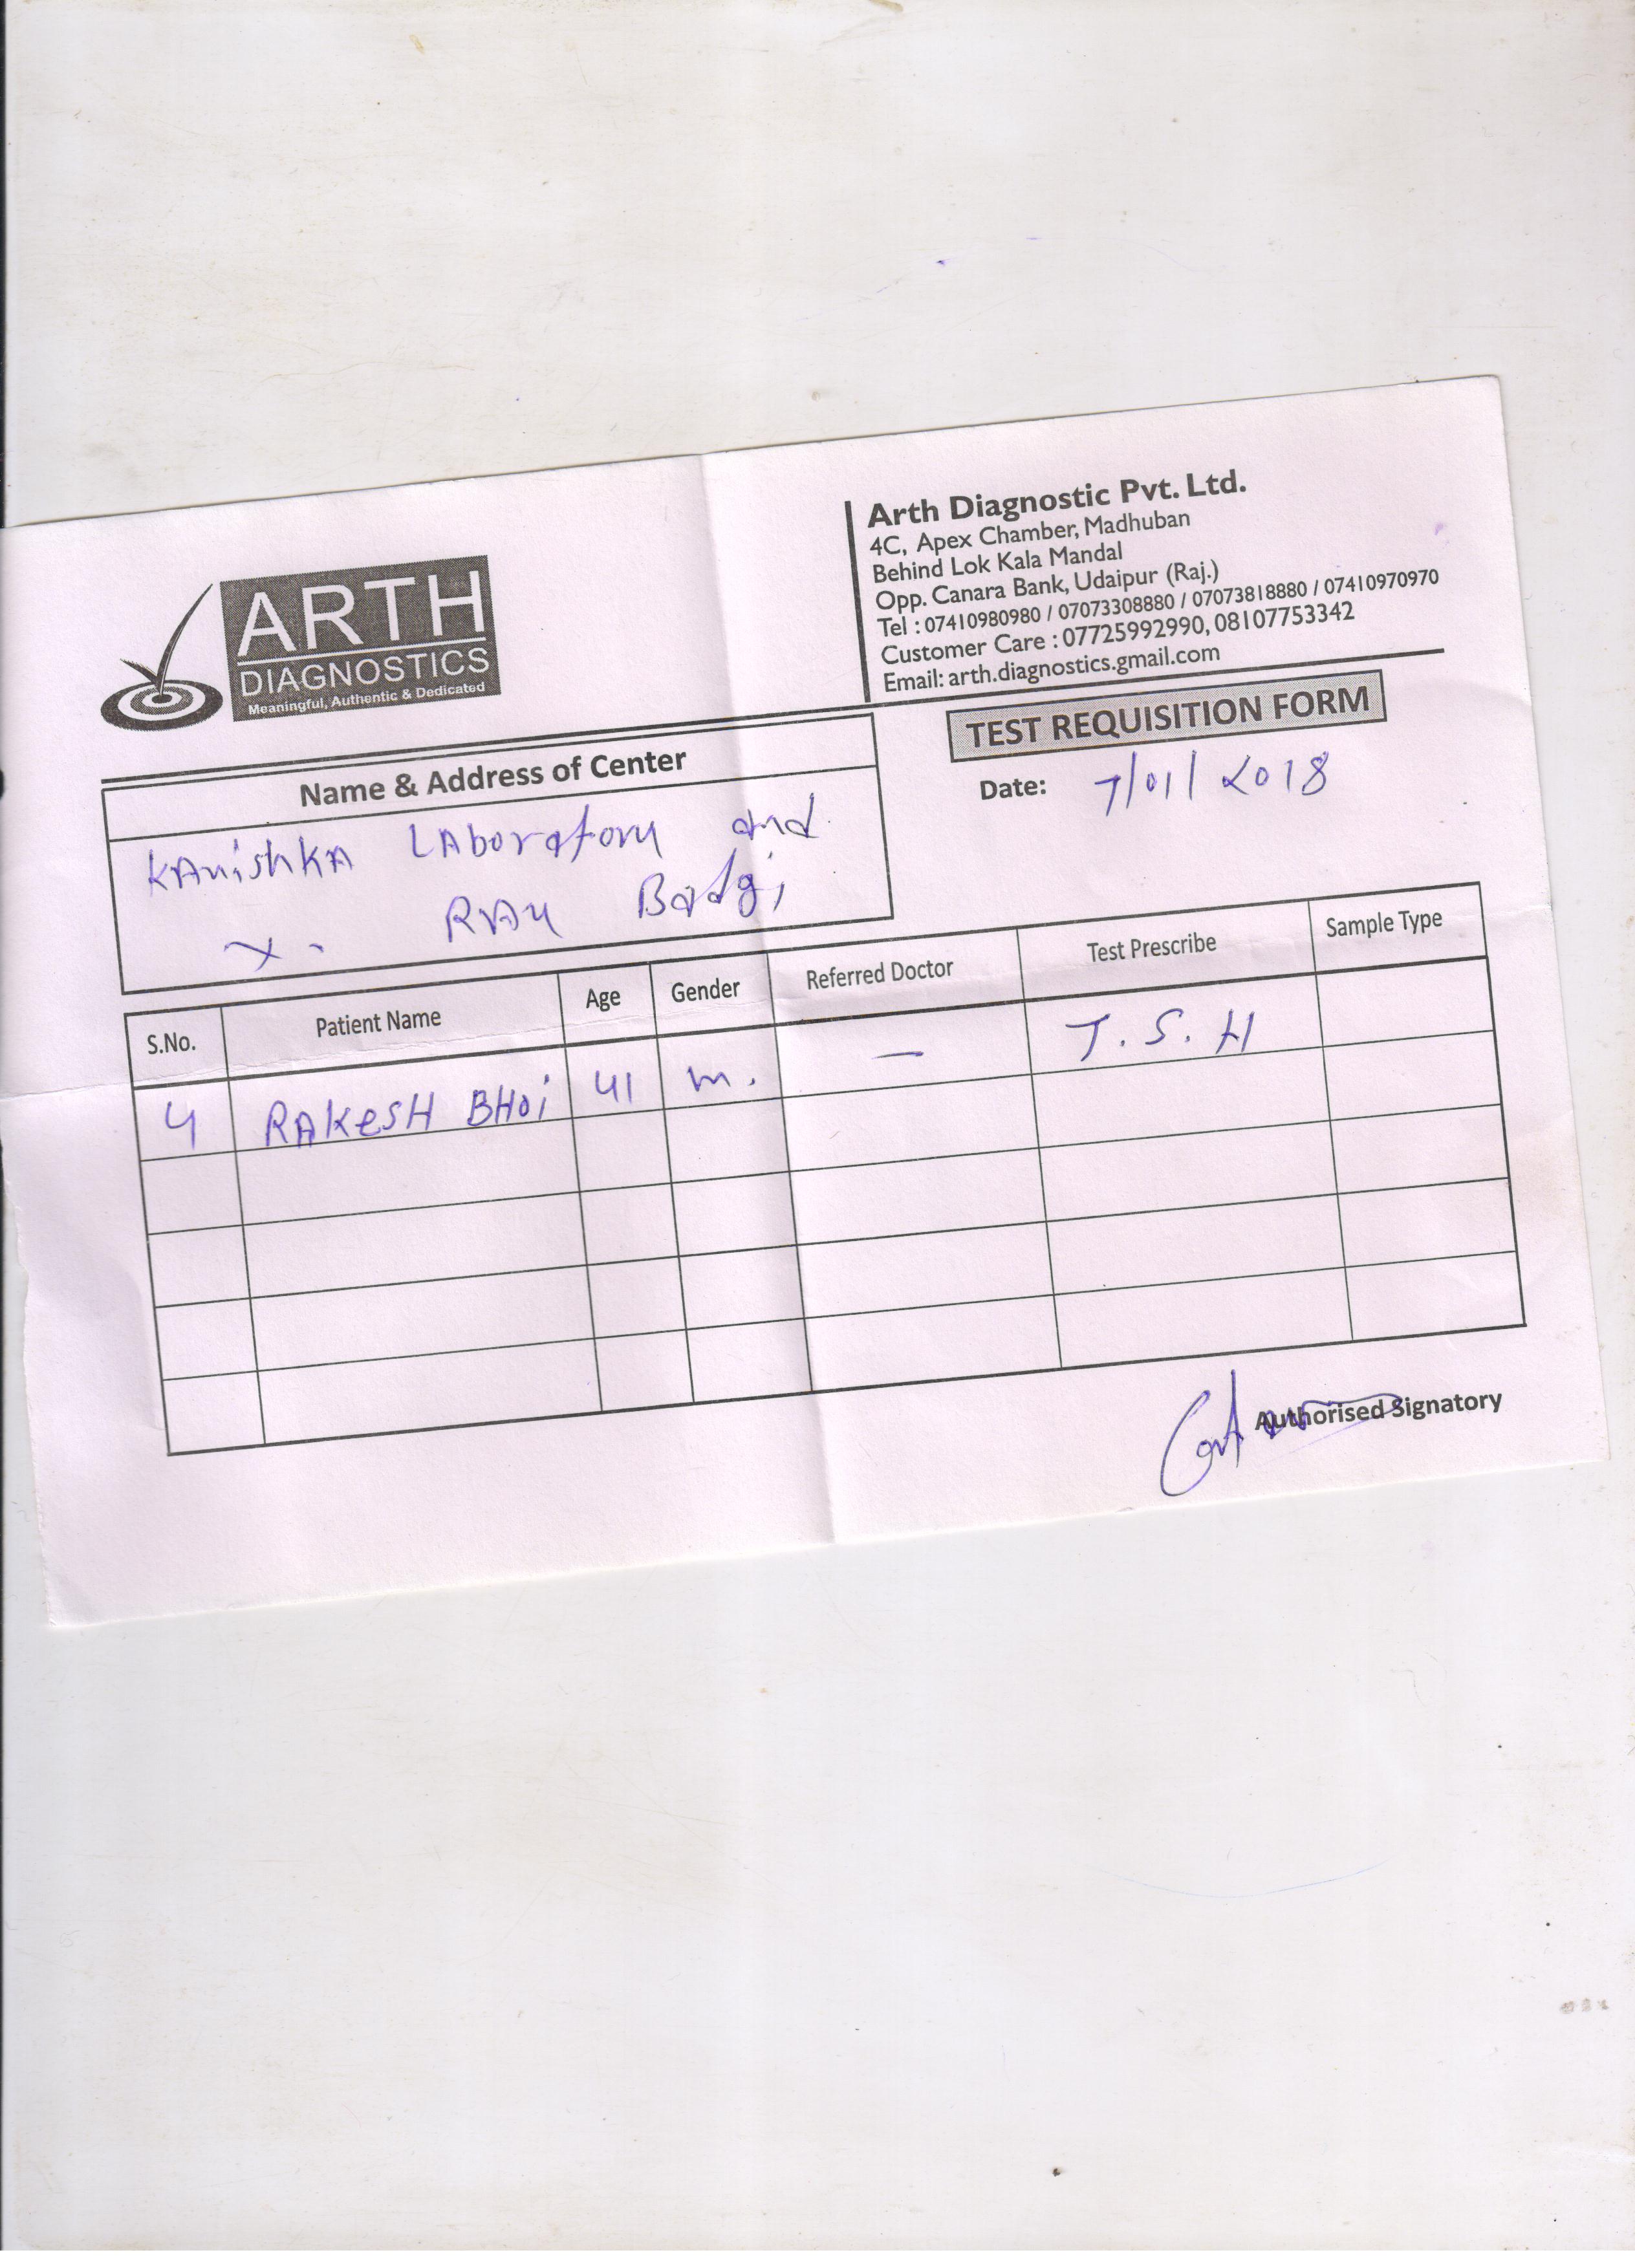 ARTH
DIAGNOSTICS
Meaningful, Authentic & Dedicated
Arth Diagnostic Pvt. Ltd.
4C, Apex Chamber, Madhuban
Behind Lok Kala Mandal
Opp. Canara Bank, Udaipur (Raj.)
Tel : 07410980980 / 07073308880 / 07073818880 / 07410970970
Customer Care : 07725992990, 08107753342
Email: arth.diagnostics.gmail.com
TEST REQUISITION FORM
Date: 7/01/2018
Name & Address of Center
KAnishKA LAboratory and
X- RAy Badgi
S.No. Patient Name Age Gender Referred Doctor Test Prescribe Sample Type
4 RAKesH BHoi 41 m. — T.S.H
Authorised Signatory